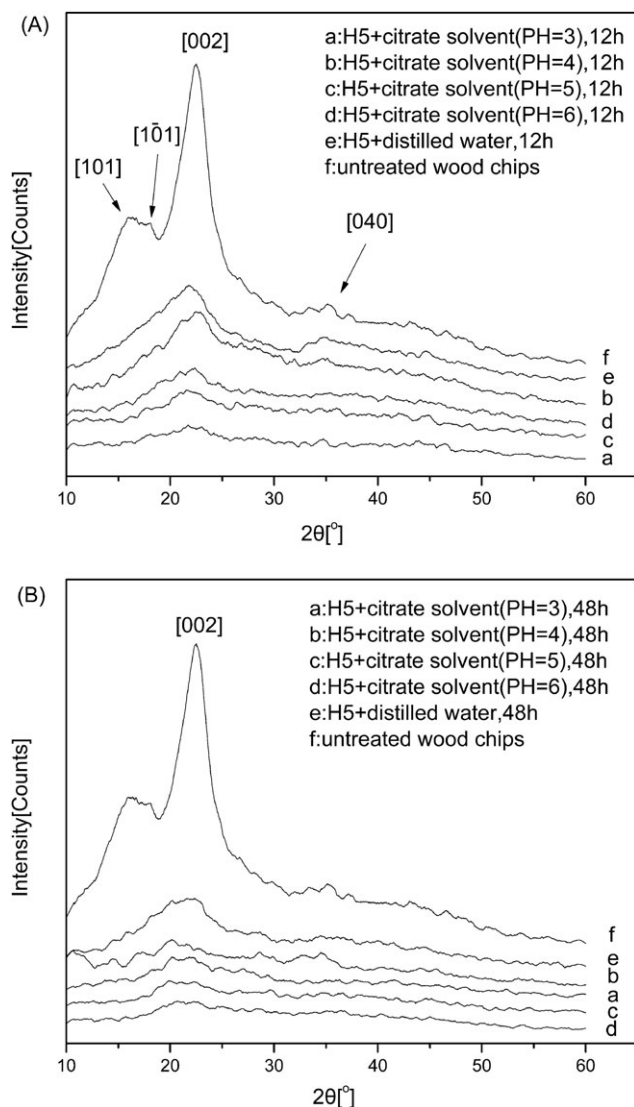 (A)
[002]
a:H5+citrate solvent(PH=3),12h
b:H5+citrate solvent(PH=4),12h
c:H5+citrate solvent(PH=5),12h
d:H5+citrate solvent(PH=6),12h
e:H5+distilled water,12h
f:untreated wood chips
[101]
[1̄01]
[040]
Intensity[Counts]
f
e
b
d
c
a
10 20 30 40 50 60
2θ[°]
(B)
[002]
a:H5+citrate solvent(PH=3),48h
b:H5+citrate solvent(PH=4),48h
c:H5+citrate solvent(PH=5),48h
d:H5+citrate solvent(PH=6),48h
e:H5+distilled water,48h
f:untreated wood chips
Intensity[Counts]
f
e
b
a
c
d
10 20 30 40 50 60
2θ[°]